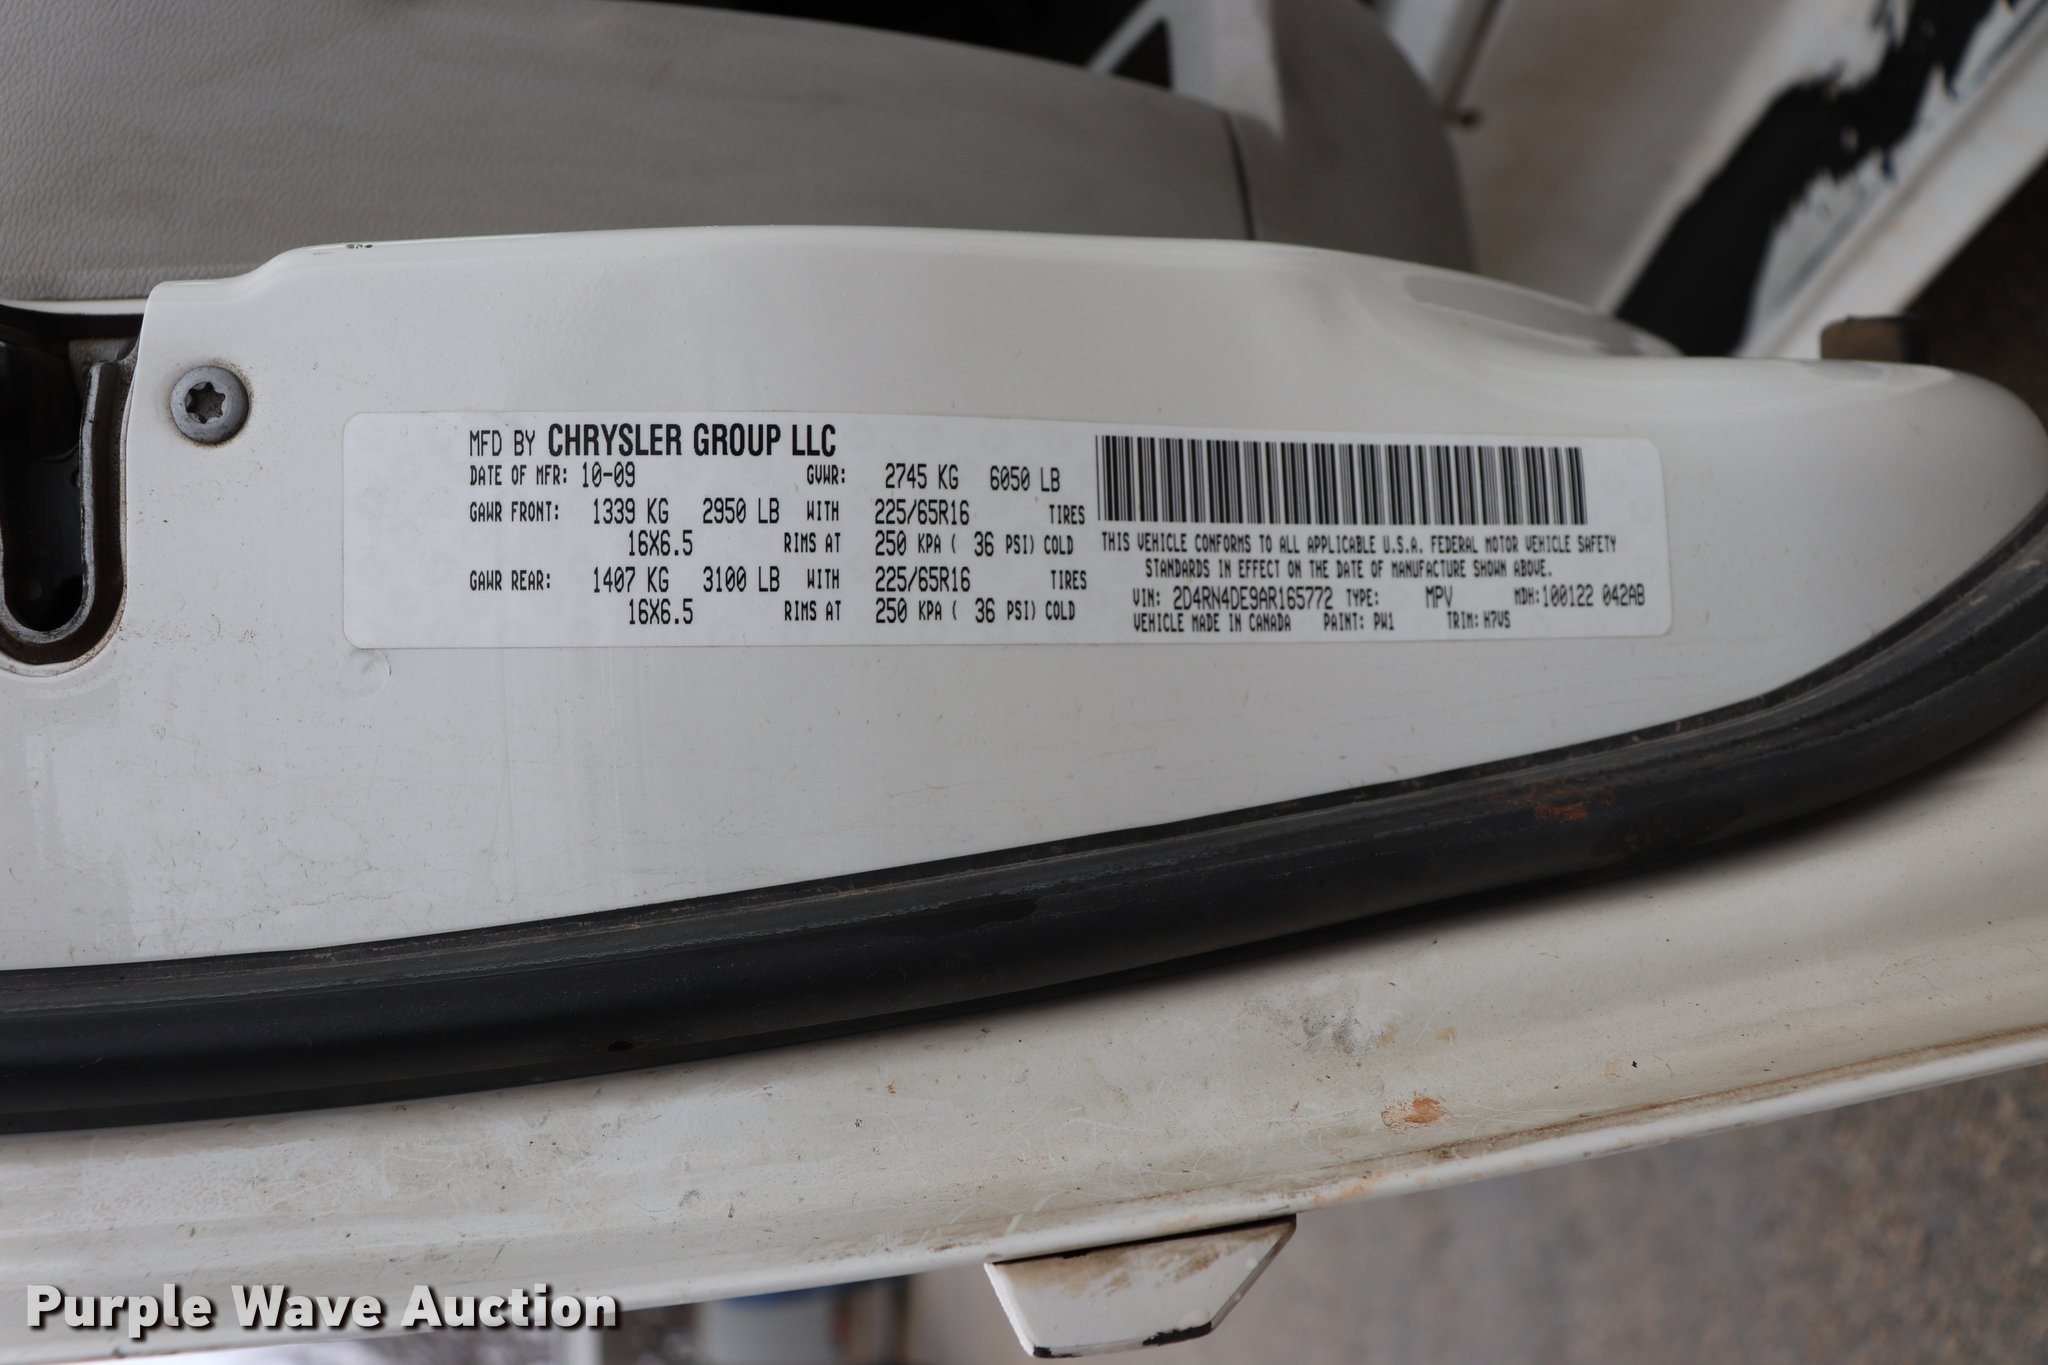 MFD BY CHRYSLER GROUP LLC
DATE OF MFR: 10-09 GVWR: 2745 KG 6050 LB
GAWR FRONT: 1339 KG 2950 LB WITH 225/65R16 TIRES
16X6.5 RIMS AT 250 KPA ( 36 PSI) COLD
GAWR REAR: 1407 KG 3100 LB WITH 225/65R16 TIRES
16X6.5 RIMS AT 250 KPA ( 36 PSI) COLD
THIS VEHICLE CONFORMS TO ALL APPLICABLE U.S.A. FEDERAL MOTOR VEHICLE SAFETY
STANDARDS IN EFFECT ON THE DATE OF MANUFACTURE SHOWN ABOVE.
VIN: 2D4RN4DE9AR165772 TYPE: MPV MDH: 100122 042AB
VEHICLE MADE IN CANADA PAINT: PW1 TRIM: H7VS
Purple Wave Auction